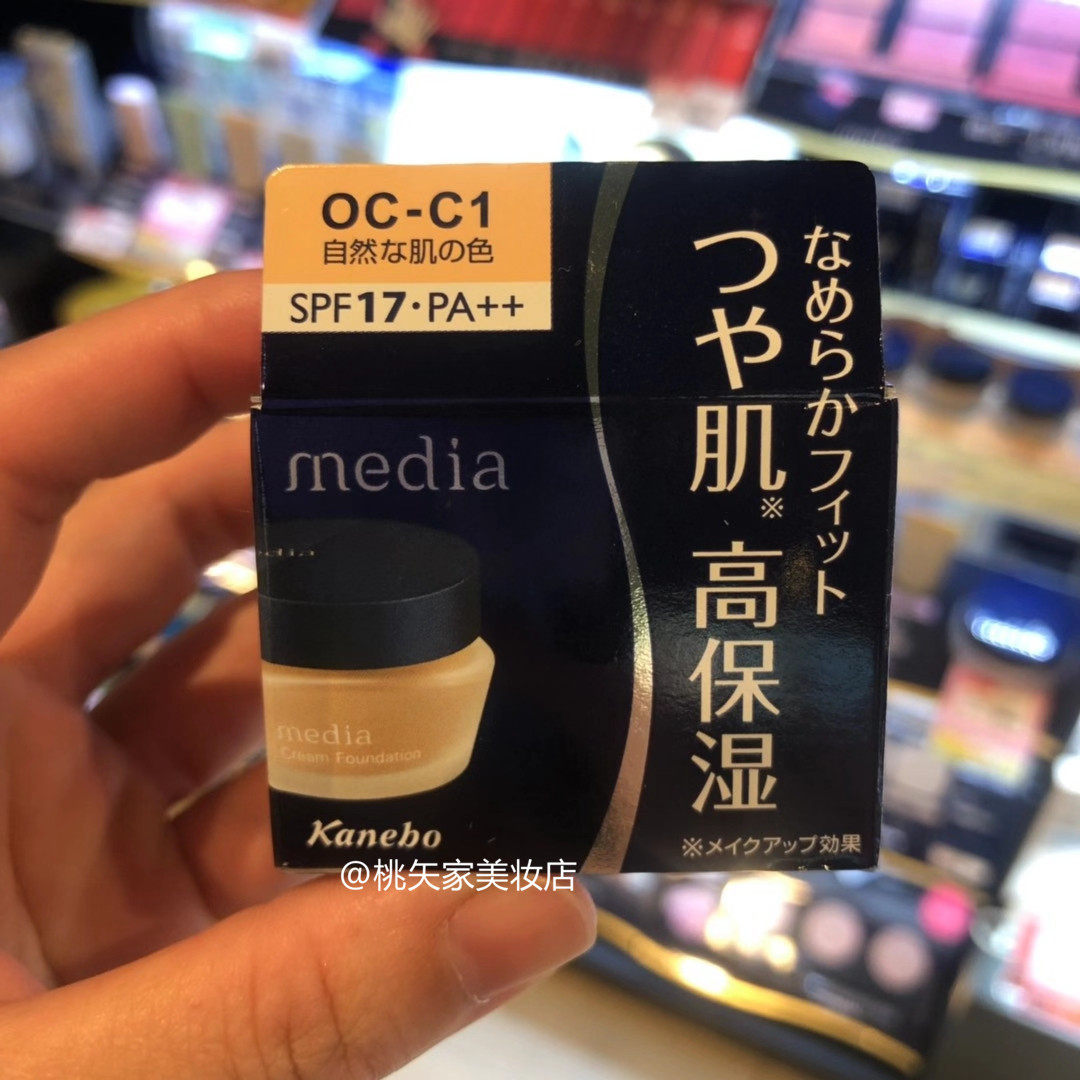 OC-C1
自然な肌の色
SPF17・PA++
なめらかフィット
つや肌※高保湿
※メイクアップ効果
media
media
Cream Foundation
Kanebo
@桃矢家美妆店